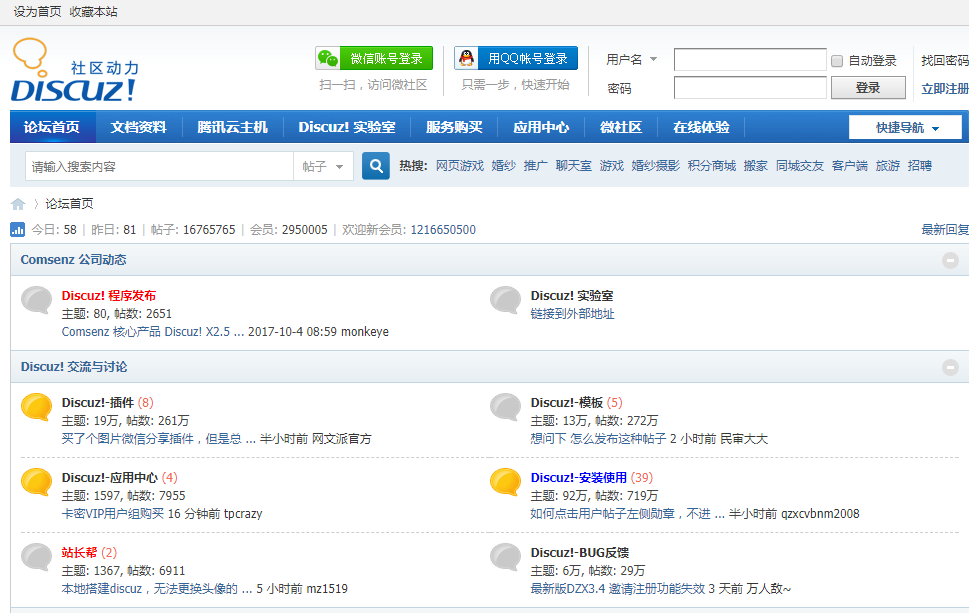 设为首页 收藏本站
社区动力
DISCUZ!
微信账号登录
扫一扫，访问微社区
用QQ帐号登录
只需一步，快速开始
用户名
自动登录
找回密码
密码
登录
立即注册
论坛首页 文档资料 腾讯云主机 Discuz! 实验室 服务购买 应用中心 微社区 在线体验 快捷导航
请输入搜索内容 帖子 热搜: 网页游戏 婚纱 推广 聊天室 游戏 婚纱摄影 积分商城 搬家 同城交友 客户端 旅游 招聘
论坛首页
今日: 58 | 昨日: 81 | 帖子: 16765765 | 会员: 2950005 | 欢迎新会员: 1216650500 最新回复
Comsenz 公司动态
Discuz! 程序发布
主题: 80, 帖数: 2651
Comsenz 核心产品 Discuz! X2.5 ... 2017-10-4 08:59 monkeye
Discuz! 实验室
链接到外部地址
Discuz! 交流与讨论
Discuz!-插件 (8)
主题: 19万, 帖数: 261万
买了个图片微信分享插件，但是总 ... 半小时前 网文派官方
Discuz!-模板 (5)
主题: 13万, 帖数: 272万
想问下 怎么发布这种帖子 2 小时前 民审大大
Discuz!-应用中心 (4)
主题: 1597, 帖数: 7955
卡密VIP用户组购买 16 分钟前 tpcrazy
Discuz!-安装使用 (39)
主题: 92万, 帖数: 719万
如何点击用户帖子左侧勋章，不进 ... 半小时前 qzxcvbnm2008
站长帮 (2)
主题: 1367, 帖数: 6911
本地搭建discuz，无法更换头像的 ... 5 小时前 mz1519
Discuz!-BUG反馈
主题: 6万, 帖数: 29万
最新版DZX3.4 邀请注册功能失效 3 天前 万人数~